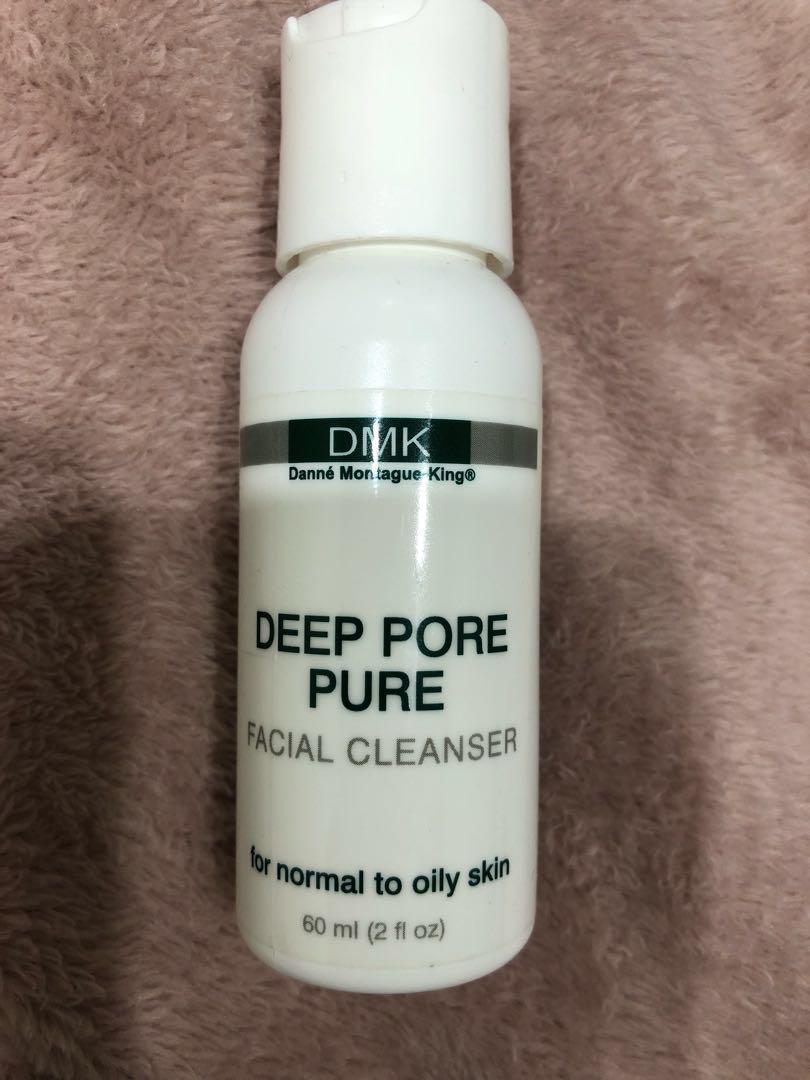 DMK
Danné Montague-King®
DEEP PORE
PURE
FACIAL CLEANSER
for normal to oily skin
60 ml (2 fl oz)